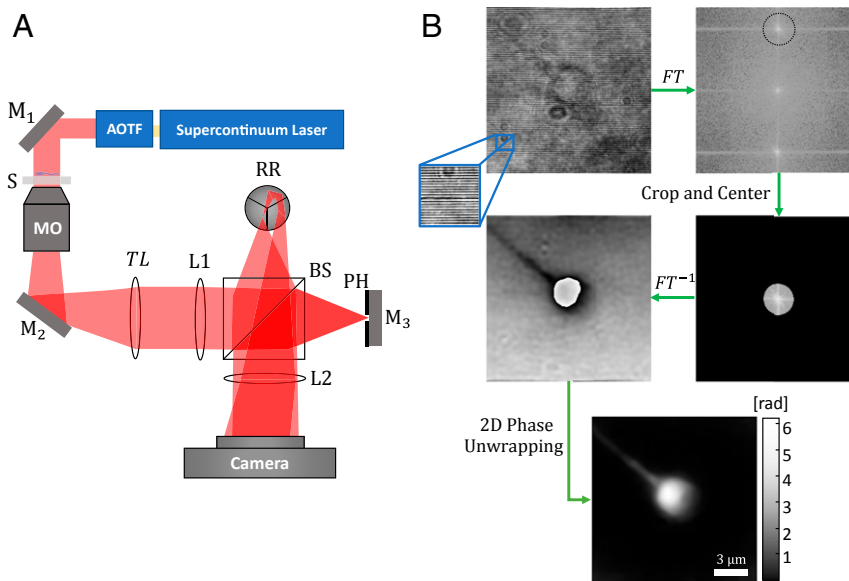 A
M₁
AOTF
Supercontinuum Laser
S
MO
RR
TL
L1
BS
PH
M₂
M₃
L2
Camera
B
FT
Crop and Center
FT⁻¹
2D Phase
Unwrapping
[rad]
6
5
4
3
2
1
3 μm